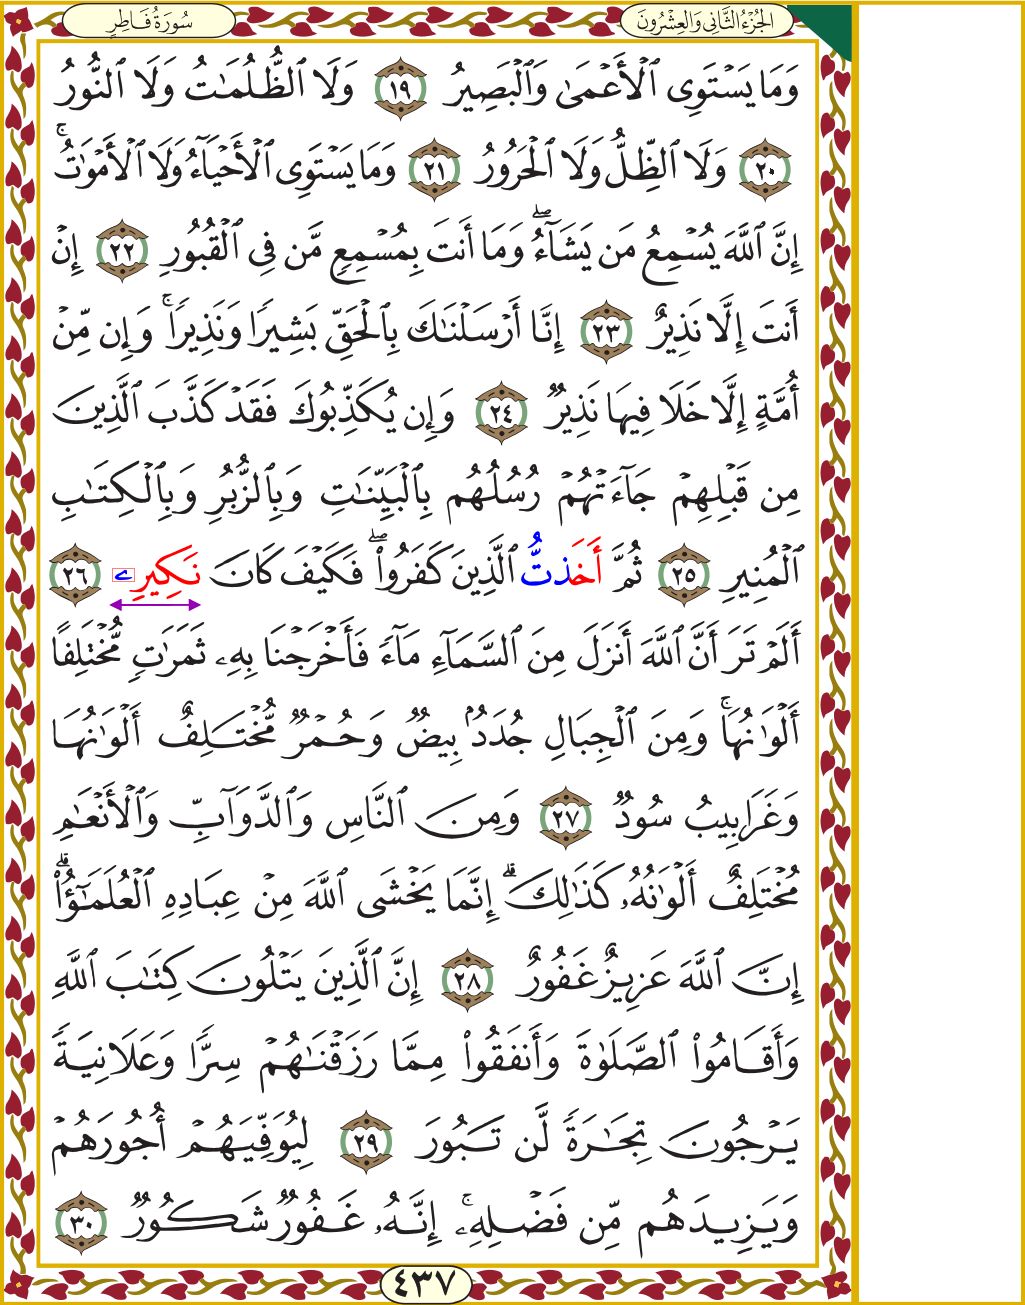 الجُزْءُ الثَّانِي وَالعِشْرُونَ
سُورَةُ فَاطِرٍ
وَمَا يَسْتَوِى ٱلْأَعْمَىٰ وَٱلْبَصِيرُ ١٩ وَلَا ٱلظُّلُمَـٰتُ وَلَا ٱلنُّورُ
٢٠ وَلَا ٱلظِّلُّ وَلَا ٱلْحَرُورُ ٢١ وَمَا يَسْتَوِى ٱلْأَحْيَآءُ وَلَا ٱلْأَمْوَٰتُ ۚ
إِنَّ ٱللَّهَ يُسْمِعُ مَن يَشَآءُ ۖ وَمَآ أَنتَ بِمُسْمِعٍ مَّن فِى ٱلْقُبُورِ ٢٢ إِنْ
أَنتَ إِلَّا نَذِيرٌ ٢٣ إِنَّآ أَرْسَلْنَـٰكَ بِٱلْحَقِّ بَشِيرًا وَنَذِيرًا ۚ وَإِن مِّنْ
أُمَّةٍ إِلَّا خَلَا فِيهَا نَذِيرٌ ٢٤ وَإِن يُكَذِّبُوكَ فَقَدْ كَذَّبَ ٱلَّذِينَ
مِن قَبْلِهِمْ جَآءَتْهُمْ رُسُلُهُم بِٱلْبَيِّنَـٰتِ وَبِٱلزُّبُرِ وَبِٱلْكِتَـٰبِ
ٱلْمُنِيرِ ٢٥ ثُمَّ أَخَذتُّ ٱلَّذِينَ كَفَرُوا۟ ۖ فَكَيْفَ كَانَ نَكِيرِۦ ٢٦
أَلَمْ تَرَ أَنَّ ٱللَّهَ أَنزَلَ مِنَ ٱلسَّمَآءِ مَآءً فَأَخْرَجْنَا بِهِۦ ثَمَرَٰتٍ مُّخْتَلِفًا
أَلْوَٰنُهَا ۚ وَمِنَ ٱلْجِبَالِ جُدَدٌۢ بِيضٌ وَحُمْرٌ مُّخْتَلِفٌ أَلْوَٰنُهَا
وَغَرَابِيبُ سُودٌ ٢٧ وَمِنَ ٱلنَّاسِ وَٱلدَّوَآبِّ وَٱلْأَنْعَـٰمِ
مُخْتَلِفٌ أَلْوَٰنُهُۥ كَذَٰلِكَ ۗ إِنَّمَا يَخْشَى ٱللَّهَ مِنْ عِبَادِهِ ٱلْعُلَمَـٰٓؤُا۟ ۗ
إِنَّ ٱللَّهَ عَزِيزٌ غَفُورٌ ٢٨ إِنَّ ٱلَّذِينَ يَتْلُونَ كِتَـٰبَ ٱللَّهِ
وَأَقَامُوا۟ ٱلصَّلَوٰةَ وَأَنفَقُوا۟ مِمَّا رَزَقْنَـٰهُمْ سِرًّا وَعَلَانِيَةً
يَرْجُونَ تِجَـٰرَةً لَّن تَبُورَ ٢٩ لِيُوَفِّيَهُمْ أُجُورَهُمْ
وَيَزِيدَهُم مِّن فَضْلِهِۦٓ ۚ إِنَّهُۥ غَفُورٌ شَكُورٌ ٣٠
٤٣٧